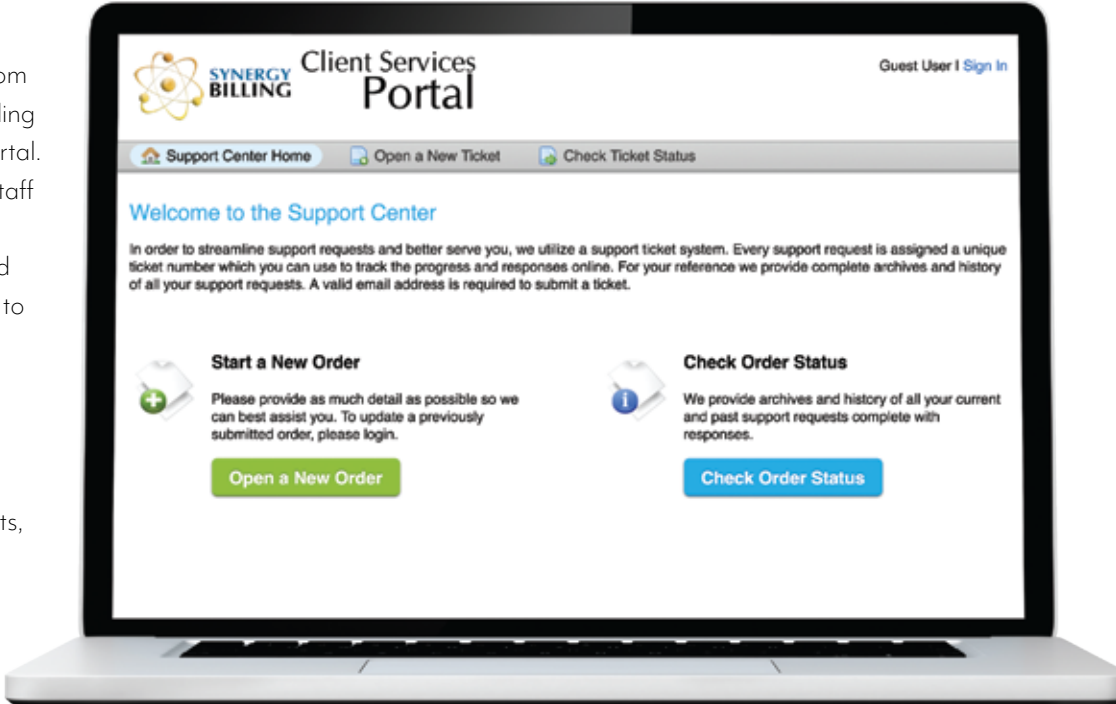 om
ling
rtal.
taff
d
to
ts,
SYNERGY
BILLING
Client Services
Portal
Guest User I Sign In
Support Center Home
Open a New Ticket
Check Ticket Status
Welcome to the Support Center
In order to streamline support requests and better serve you, we utilize a support ticket system. Every support request is assigned a unique
ticket number which you can use to track the progress and responses online. For your reference we provide complete archives and history
of all your support requests. A valid email address is required to submit a ticket.
Start a New Order
Please provide as much detail as possible so we
can best assist you. To update a previously
submitted order, please login.
Open a New Order
Check Order Status
We provide archives and history of all your current
and past support requests complete with
responses.
Check Order Status